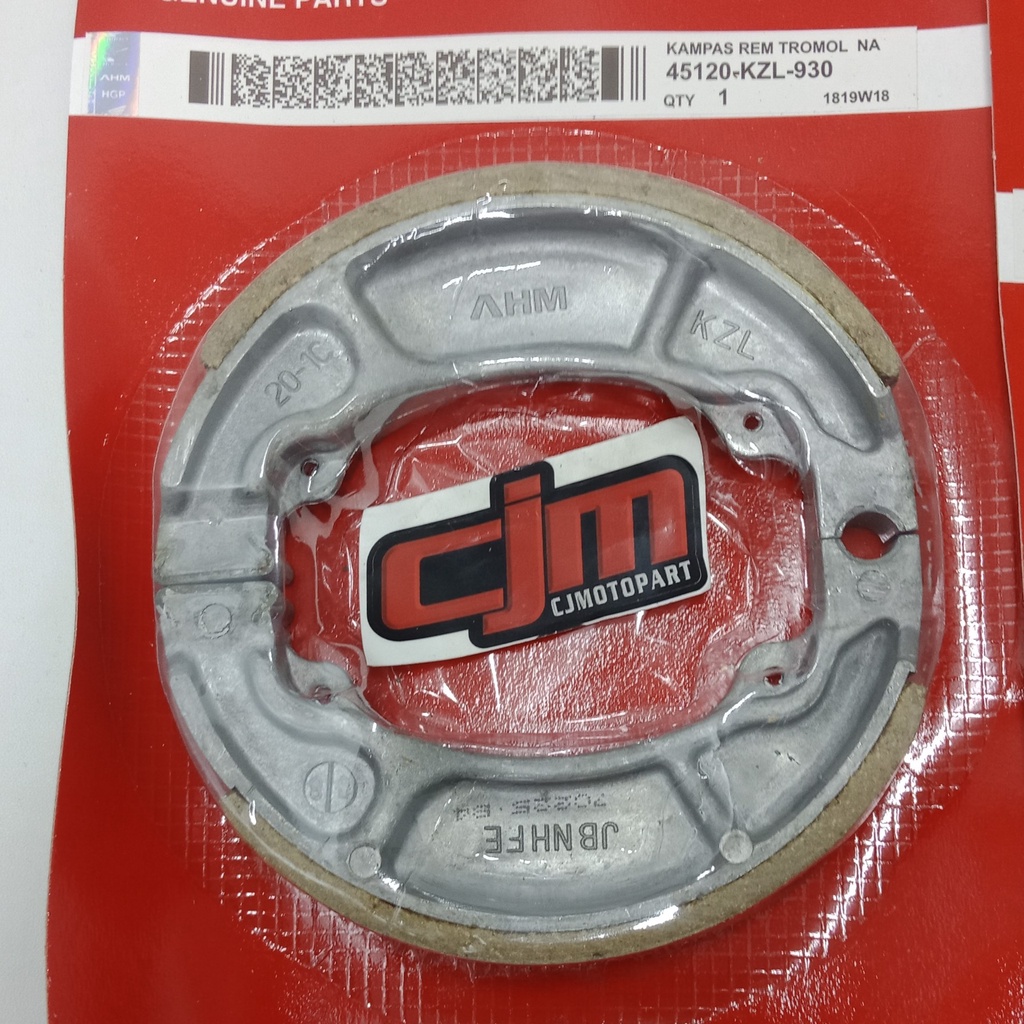 GENUINE PARTS
AHM
HGP
KAMPAS REM TROMOL NA
45120-KZL-930
QTY 1
1819W18
AHM
KZL
20-1C
cjm
CJMOTOPART
JBNHFE